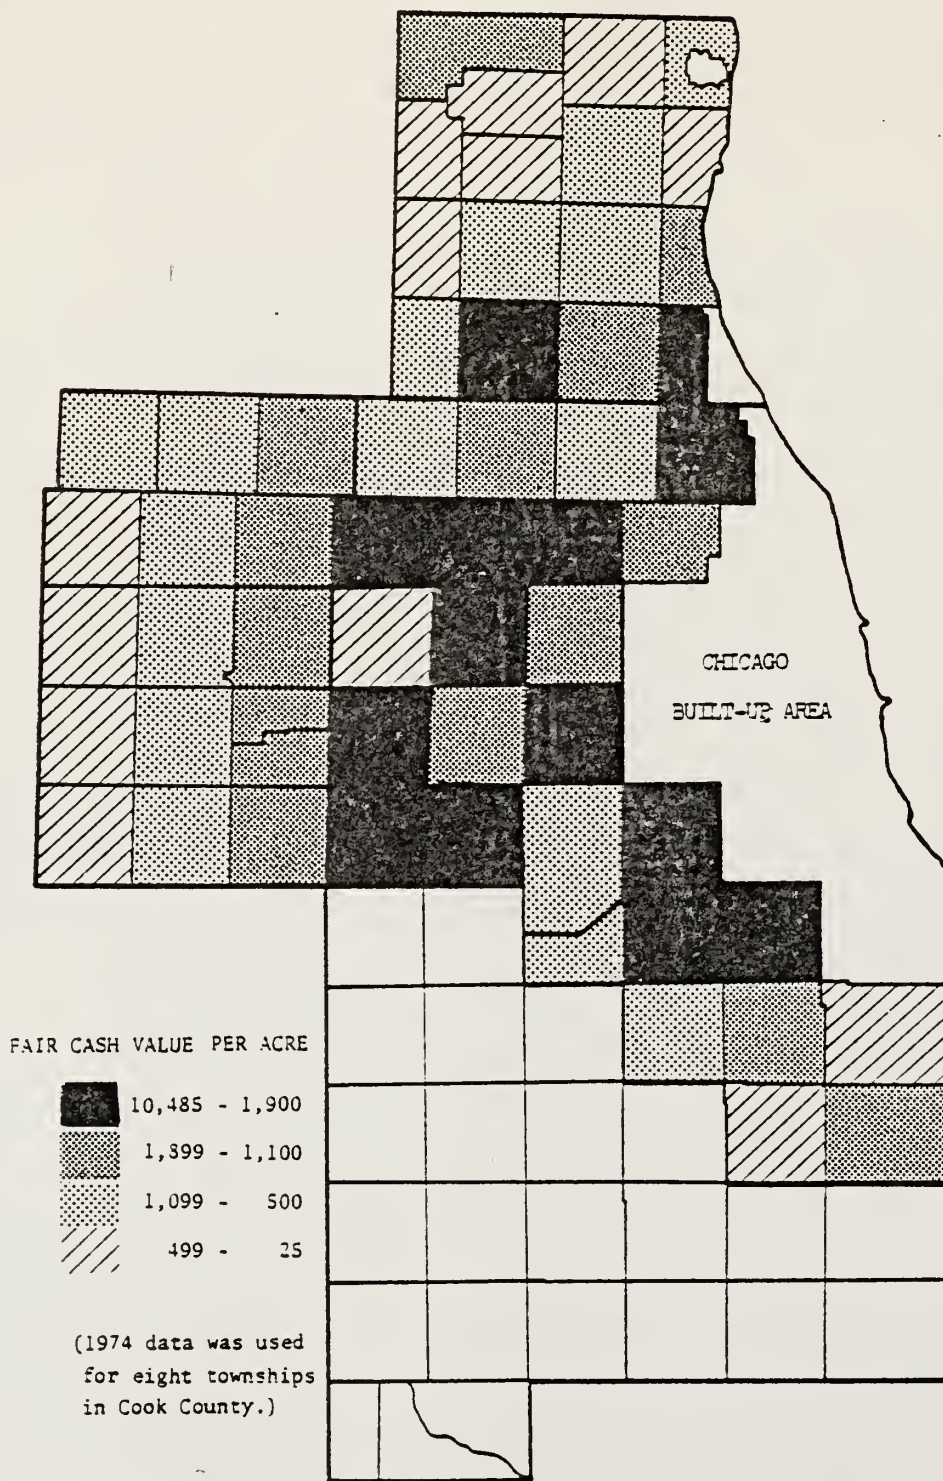 CHICAGO
BUILT-UP AREA
FAIR CASH VALUE PER ACRE
10,485 - 1,900
1,899 - 1,100
1,099 - 500
499 - 25
(1974 data was used
for eight townships
in Cook County.)